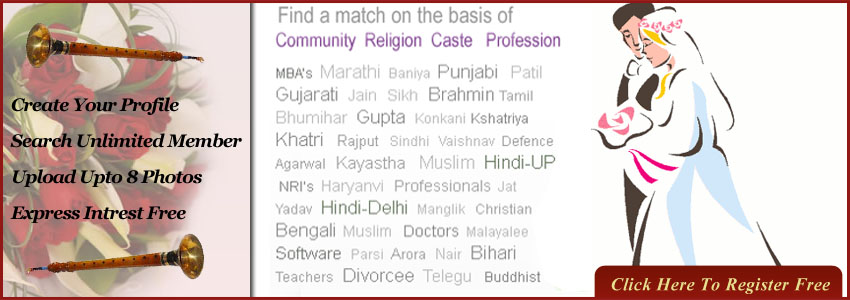 Create Your Profile
Search Unlimited Member
Upload Upto 8 Photos
Express Intrest Free
Find a match on the basis of
Community Religion Caste Profession
MBA's Marathi Baniya Punjabi Patil
Gujarati Jain Sikh Brahmin Tamil
Bhumihar Gupta Konkani Kshatriya
Khatri Rajput Sindhi Vaishnav Defence
Agarwal Kayastha Muslim Hindi-UP
NRI's Haryanvi Professionals Jat
Yadav Hindi-Delhi Manglik Christian
Bengali Muslim Doctors Malayalee
Software Parsi Arora Nair Bihari
Teachers Divorcee Telegu Buddhist
Click Here To Register Free